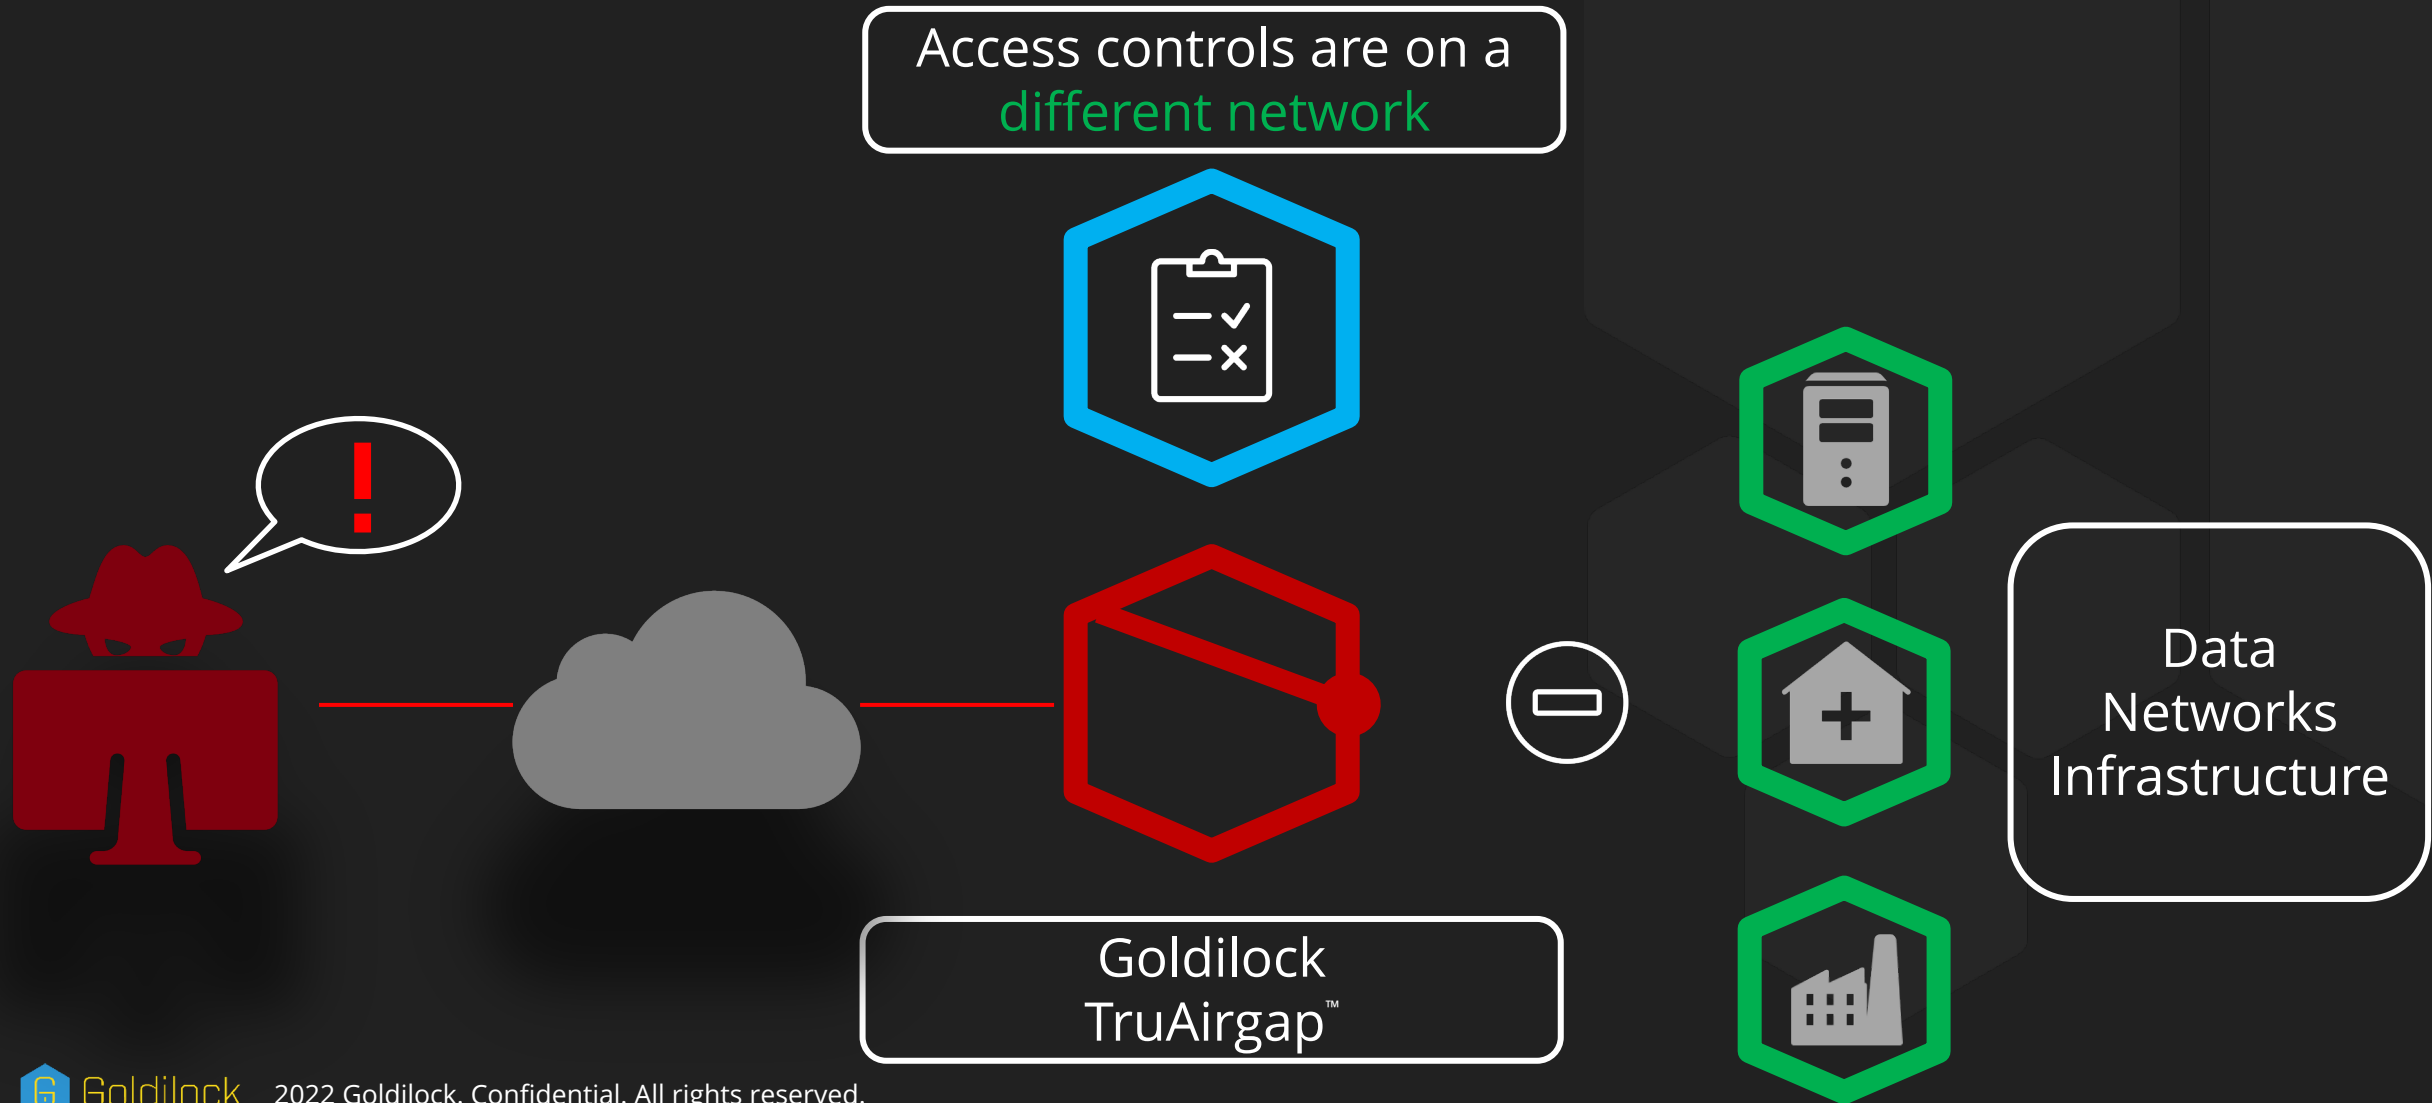 Access controls are on a
different network
!
Data
Networks
Infrastructure
Goldilock
TruAirgap™
Goldilock
2022 Goldilock. Confidential. All rights reserved.